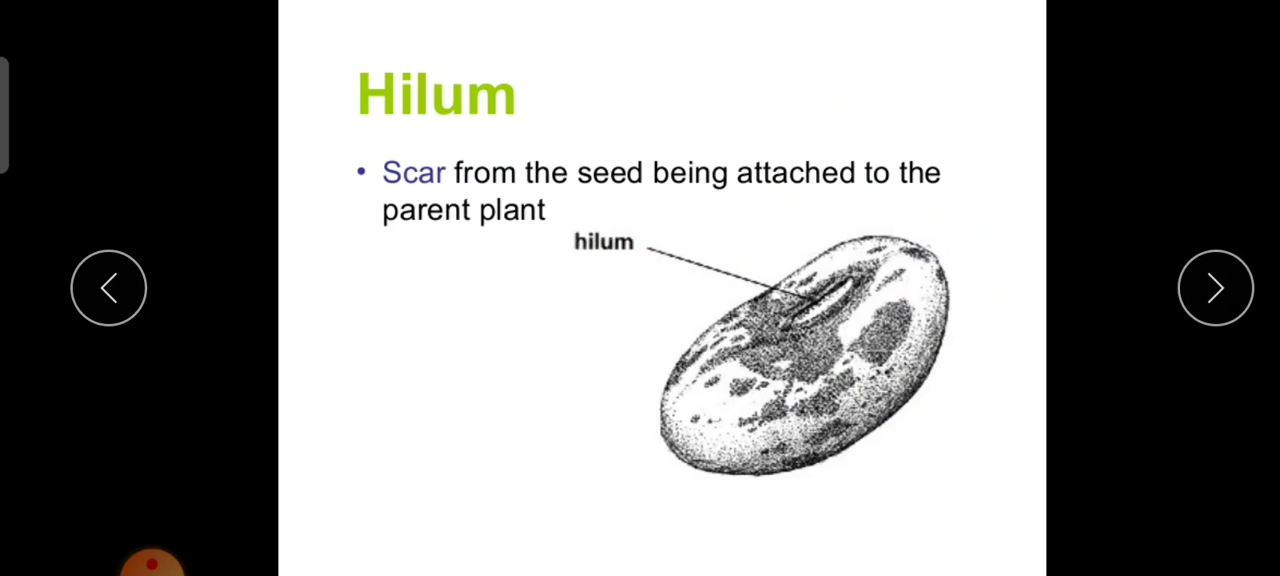 Hilum
• Scar from the seed being attached to the
parent plant
hilum